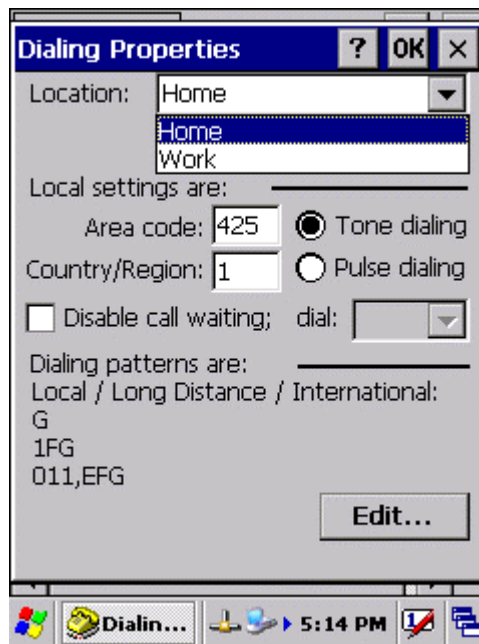 Dialing Properties ? OK ×
Location: Home
Home
Work
Local settings are:
Area code: 425 Tone dialing
Country/Region: 1 Pulse dialing
Disable call waiting; dial:
Dialing patterns are:
Local / Long Distance / International:
G
1FG
011,EFG
Edit...
Dialin... 5:14 PM 1